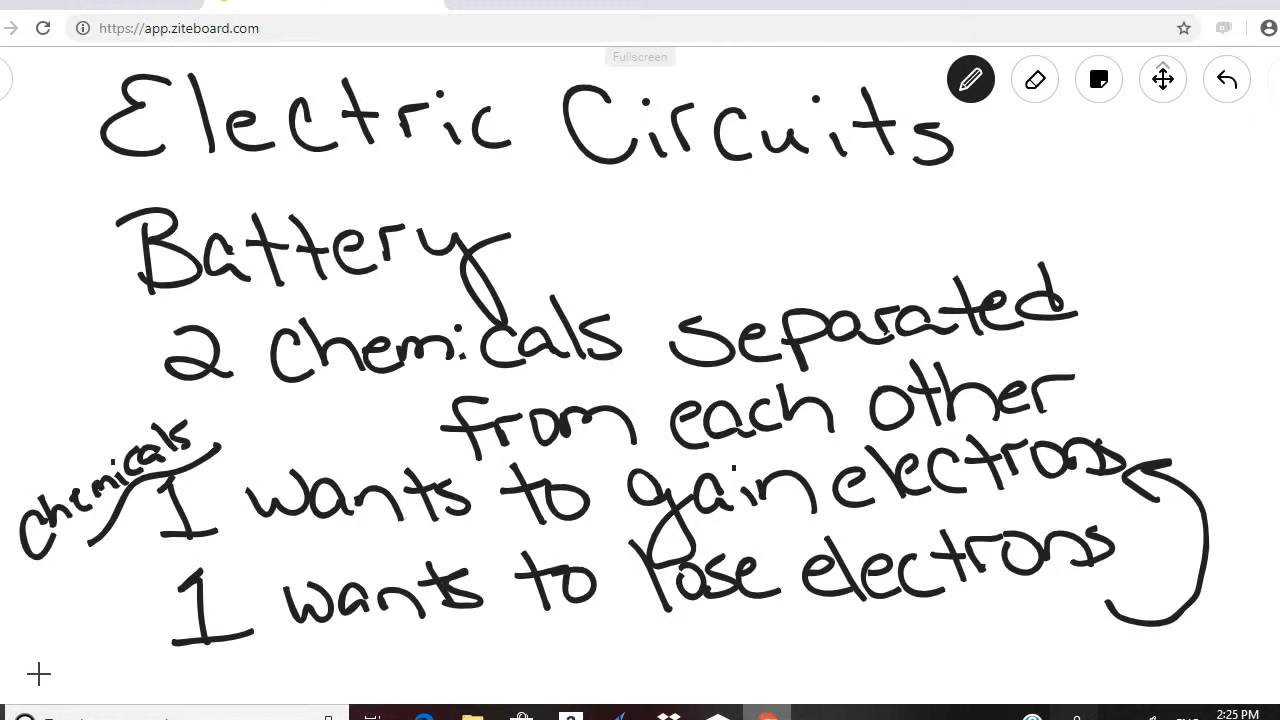 https://app.ziteboard.com
Fullscreen
Electric Circuits
Battery
2 chemicals separated
from each other
chemicals
1 wants to gain electrons
1 wants to lose electrons
2:25 PM